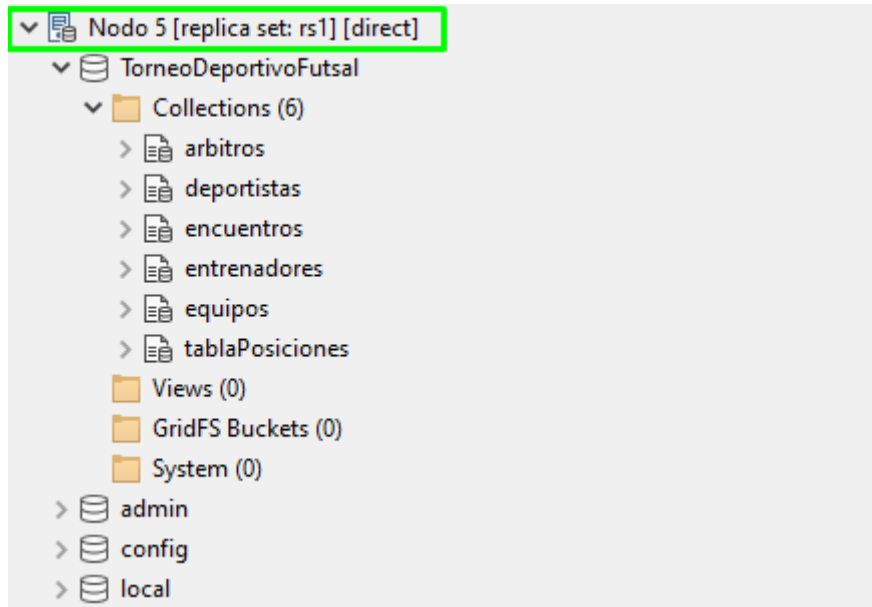 Nodo 5 [replica set: rs1] [direct]
TorneoDeportivoFutsal
Collections (6)
arbitros
deportistas
encuentros
entrenadores
equipos
tablaPosiciones
Views (0)
GridFS Buckets (0)
System (0)
admin
config
local